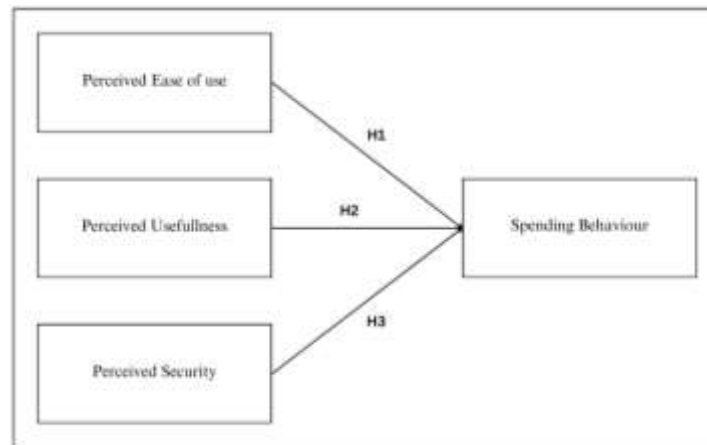 Perceived Ease of use
H1
Perceived Usefullness
H2
Spending Behaviour
H3
Perceived Security